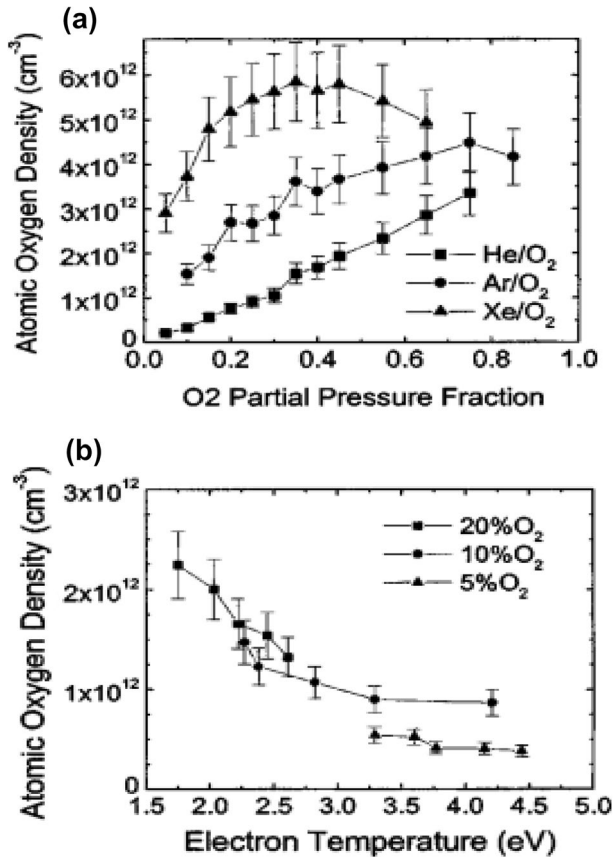 (a)
Atomic Oxygen Density (cm⁻³)
6x10¹²
5x10¹²
4x10¹²
3x10¹²
2x10¹²
1x10¹²
0
He/O₂
Ar/O₂
Xe/O₂
0.0 0.2 0.4 0.6 0.8 1.0
O2 Partial Pressure Fraction
(b)
Atomic Oxygen Density (cm⁻³)
3x10¹²
2x10¹²
1x10¹²
0
20%O₂
10%O₂
5%O₂
1.5 2.0 2.5 3.0 3.5 4.0 4.5 5.0
Electron Temperature (eV)